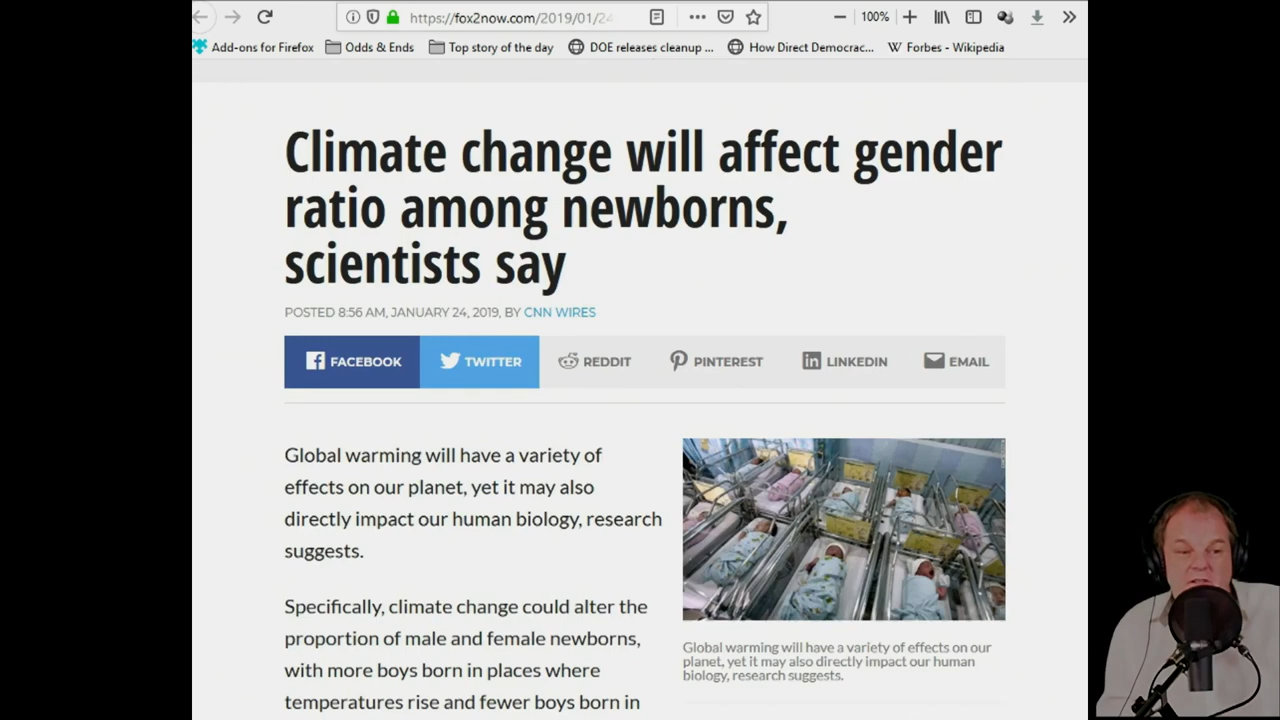 https://fox2now.com/2019/01/24
100%
Add-ons for Firefox
Odds & Ends
Top story of the day
DOE releases cleanup ...
How Direct Democrac...
W Forbes - Wikipedia
Climate change will affect gender
ratio among newborns,
scientists say
POSTED 8:56 AM, JANUARY 24, 2019, BY CNN WIRES
FACEBOOK
TWITTER
REDDIT
PINTEREST
LINKEDIN
EMAIL
Global warming will have a variety of
effects on our planet, yet it may also
directly impact our human biology, research
suggests.
Specifically, climate change could alter the
proportion of male and female newborns,
with more boys born in places where
temperatures rise and fewer boys born in
Global warming will have a variety of effects on our
planet, yet it may also directly impact our human
biology, research suggests.